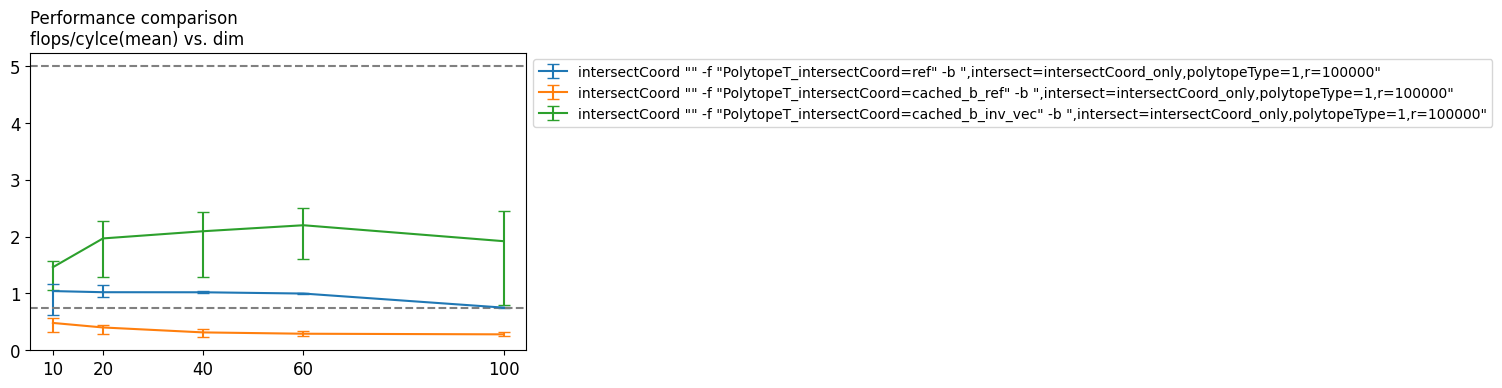 Performance comparison
flops/cylce(mean) vs. dim
5
4
3
2
1
0
10 20 40 60 100
intersectCoord "" -f "PolytopeT_intersectCoord=ref" -b ",intersect=intersectCoord_only,polytopeType=1,r=100000"
intersectCoord "" -f "PolytopeT_intersectCoord=cached_b_ref" -b ",intersect=intersectCoord_only,polytopeType=1,r=100000"
intersectCoord "" -f "PolytopeT_intersectCoord=cached_b_inv_vec" -b ",intersect=intersectCoord_only,polytopeType=1,r=100000"